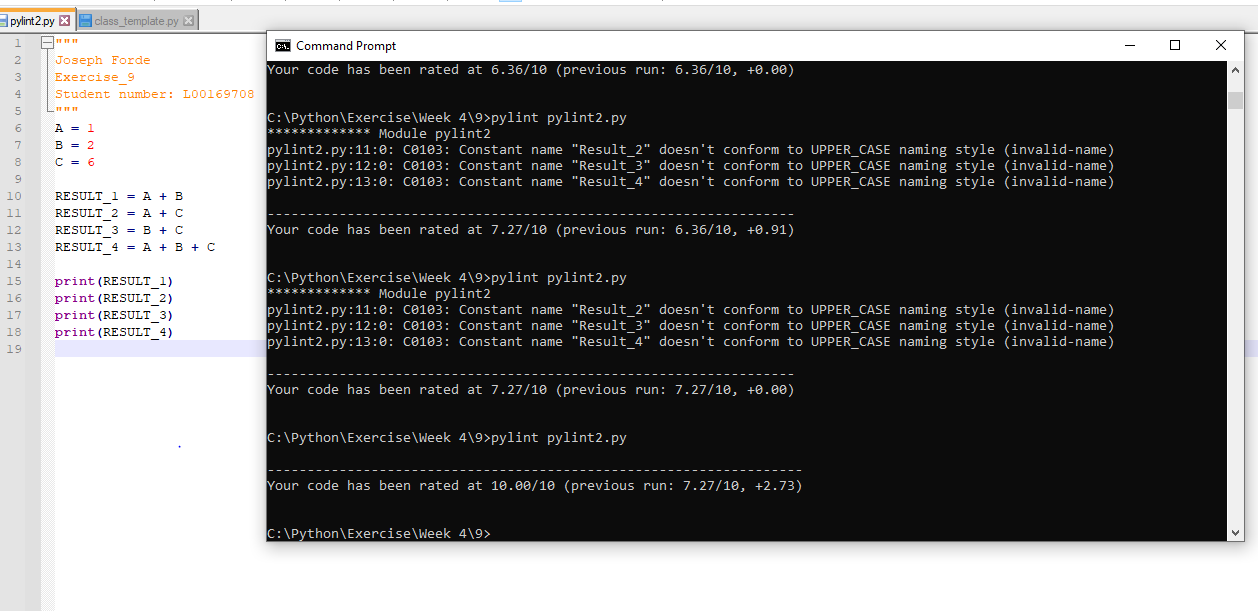 pylint2.py class_template.py
1 """
2 Joseph Forde
3 Exercise_9
4 Student number: L00169708
5 """
6 A = 1
7 B = 2
8 C = 6
9
10 RESULT_1 = A + B
11 RESULT_2 = A + C
12 RESULT_3 = B + C
13 RESULT_4 = A + B + C
14
15 print(RESULT_1)
16 print(RESULT_2)
17 print(RESULT_3)
18 print(RESULT_4)
19
Command Prompt
Your code has been rated at 6.36/10 (previous run: 6.36/10, +0.00)
C:\Python\Exercise\Week 4\9>pylint pylint2.py
************* Module pylint2
pylint2.py:11:0: C0103: Constant name "Result_2" doesn't conform to UPPER_CASE naming style (invalid-name)
pylint2.py:12:0: C0103: Constant name "Result_3" doesn't conform to UPPER_CASE naming style (invalid-name)
pylint2.py:13:0: C0103: Constant name "Result_4" doesn't conform to UPPER_CASE naming style (invalid-name)
------------------------------------------------------------------
Your code has been rated at 7.27/10 (previous run: 6.36/10, +0.91)
C:\Python\Exercise\Week 4\9>pylint pylint2.py
************* Module pylint2
pylint2.py:11:0: C0103: Constant name "Result_2" doesn't conform to UPPER_CASE naming style (invalid-name)
pylint2.py:12:0: C0103: Constant name "Result_3" doesn't conform to UPPER_CASE naming style (invalid-name)
pylint2.py:13:0: C0103: Constant name "Result_4" doesn't conform to UPPER_CASE naming style (invalid-name)
------------------------------------------------------------------
Your code has been rated at 7.27/10 (previous run: 7.27/10, +0.00)
C:\Python\Exercise\Week 4\9>pylint pylint2.py
-------------------------------------------------------------------
Your code has been rated at 10.00/10 (previous run: 7.27/10, +2.73)
C:\Python\Exercise\Week 4\9>